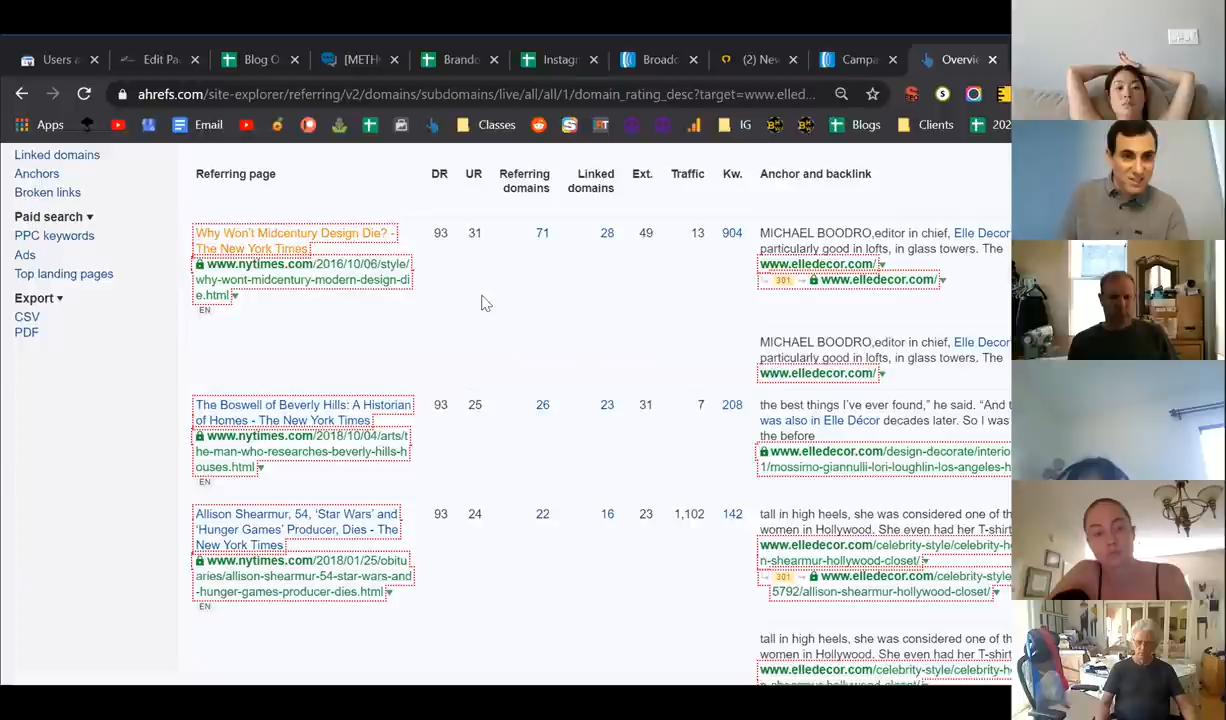 Users a
Edit Pa
Blog O
[METH
Brando
Instagr
Broadc
(2) New
Campa
Overvie
ahrefs.com/site-explorer/referring/v2/domains/subdomains/live/all/all/1/domain_rating_desc?target=www.elled...
Apps
Email
Classes
IG
Blogs
Clients
202
Linked domains
Anchors
Broken links
Paid search
PPC keywords
Ads
Top landing pages
Export
CSV
PDF
Referring page DR UR Referring domains Linked domains Ext. Traffic Kw. Anchor and backlink
Why Won't Midcentury Design Die? -
The New York Times
www.nytimes.com/2016/10/06/style/
why-wont-midcentury-modern-design-di
e.html
EN
93 31 71 28 49 13 904
MICHAEL BOODRO,editor in chief, Elle Decor
particularly good in lofts, in glass towers. The
www.elledecor.com/
301 www.elledecor.com/
MICHAEL BOODRO,editor in chief, Elle Decor
particularly good in lofts, in glass towers. The
www.elledecor.com/
The Boswell of Beverly Hills: A Historian
of Homes - The New York Times
www.nytimes.com/2018/10/04/arts/t
he-man-who-researches-beverly-hills-h
ouses.html
EN
93 25 26 23 31 7 208
the best things I've ever found," he said. "And t
was also in Elle Décor decades later. So I was
the before
www.elledecor.com/design-decorate/interio
1/mossimo-giannulli-lori-loughlin-los-angeles-h
Allison Shearmur, 54, 'Star Wars' and
'Hunger Games' Producer, Dies - The
New York Times
www.nytimes.com/2018/01/25/obitu
aries/allison-shearmur-54-star-wars-and
-hunger-games-producer-dies.html
EN
93 24 22 16 23 1,102 142
tall in high heels, she was considered one of th
women in Hollywood. She even had her T-shirt
www.elledecor.com/celebrity-style/celebrity-h
n-shearmur-hollywood-closet/
301 www.elledecor.com/celebrity-style
5792/allison-shearmur-hollywood-closet/
tall in high heels, she was considered one of th
women in Hollywood. She even had her T-shirt
www.elledecor.com/celebrity-style/celebrity-h